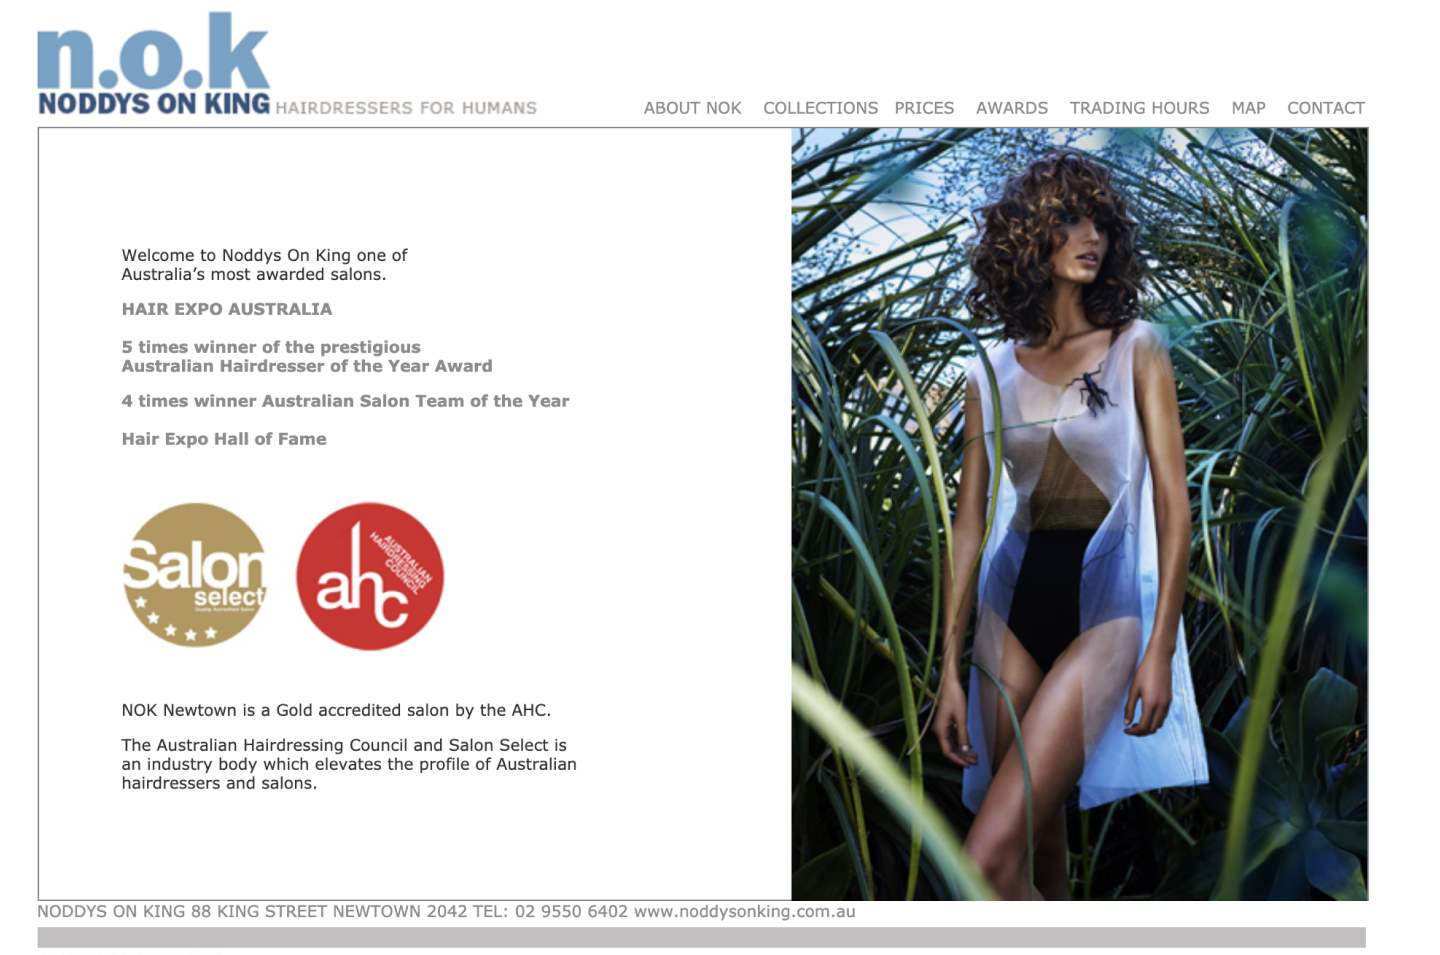 n.o.k
NODDYS ON KING HAIRDRESSERS FOR HUMANS
ABOUT NOK COLLECTIONS PRICES AWARDS TRADING HOURS MAP CONTACT
Welcome to Noddys On King one of
Australia’s most awarded salons.
HAIR EXPO AUSTRALIA
5 times winner of the prestigious
Australian Hairdresser of the Year Award
4 times winner Australian Salon Team of the Year
Hair Expo Hall of Fame
Salon
select
Quality Accredited Salon
ahc
AUSTRALIAN
HAIRDRESSING
COUNCIL
NOK Newtown is a Gold accredited salon by the AHC.
The Australian Hairdressing Council and Salon Select is
an industry body which elevates the profile of Australian
hairdressers and salons.
NODDYS ON KING 88 KING STREET NEWTOWN 2042 TEL: 02 9550 6402 www.noddysonking.com.au